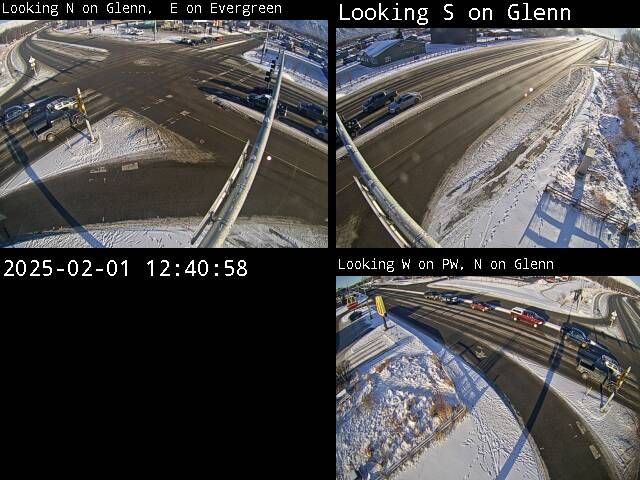 Looking N on Glenn,  E on Evergreen
Looking S on Glenn
2025-02-01 12:40:58
Looking W on PW, N on Glenn